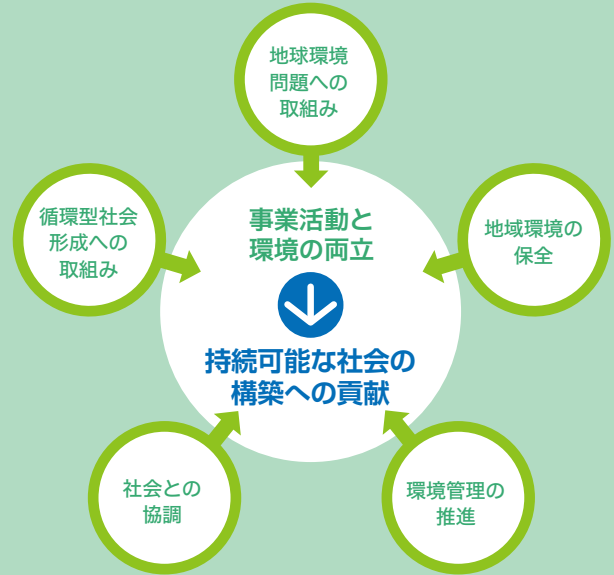 地球環境
問題への
取組み
循環型社会
形成への
取組み
事業活動と
環境の両立
地域環境の
保全
持続可能な社会の
構築への貢献
社会との
協調
環境管理の
推進